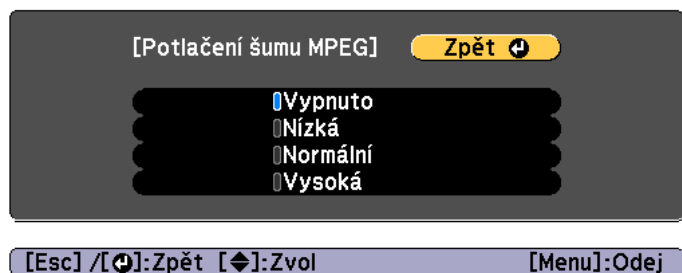 [Potlačení šumu MPEG] Zpět
Vypnuto
Nízká
Normální
Vysoká
[Esc] /[ ]:Zpět [ ]:Zvol [Menu]:Odej